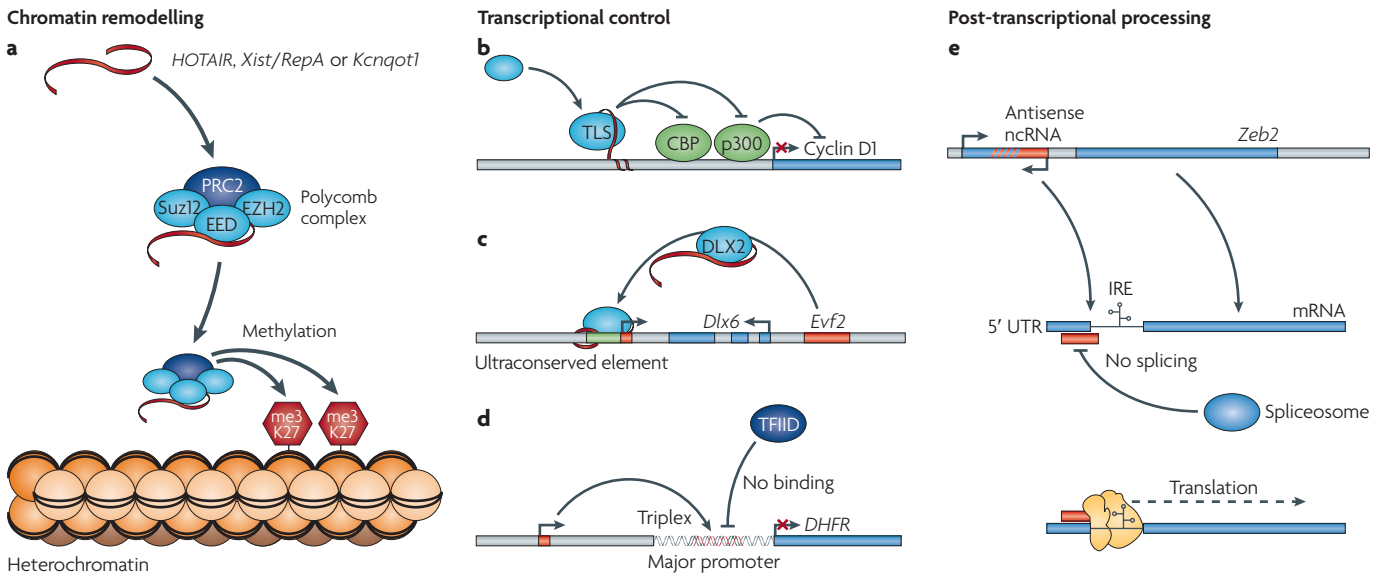 Chromatin remodelling
a
HOTAIR, Xist/RepA or Kcnqot1
PRC2
Suz12
EZH2
EED
Polycomb
complex
Methylation
me3
K27
me3
K27
Heterochromatin
Transcriptional control
b
TLS
CBP
p300
Cyclin D1
c
DLX2
Dlx6
Evf2
Ultraconserved element
d
TFIID
No binding
Triplex
DHFR
Major promoter
Post-transcriptional processing
e
Antisense
ncRNA
Zeb2
IRE
mRNA
5′ UTR
No splicing
Spliceosome
Translation